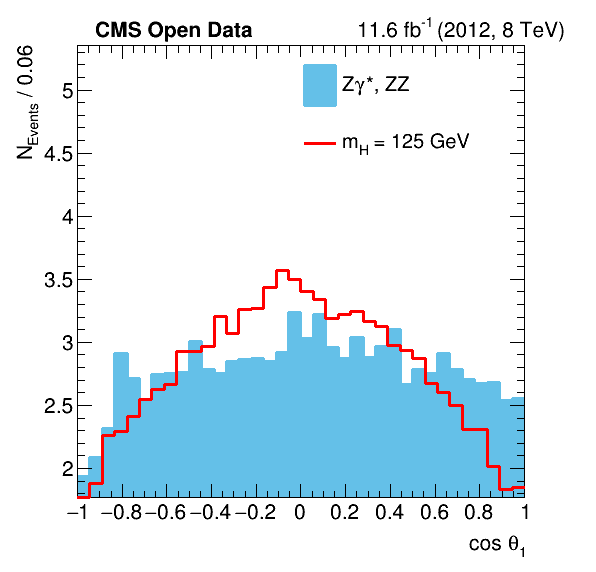 CMS Open Data 11.6 fb⁻¹ (2012, 8 TeV)
N_Events / 0.06
Zγ*, ZZ
m_H = 125 GeV
5
4.5
4
3.5
3
2.5
2
−1 −0.8 −0.6 −0.4 −0.2 0 0.2 0.4 0.6 0.8 1
cos θ₁